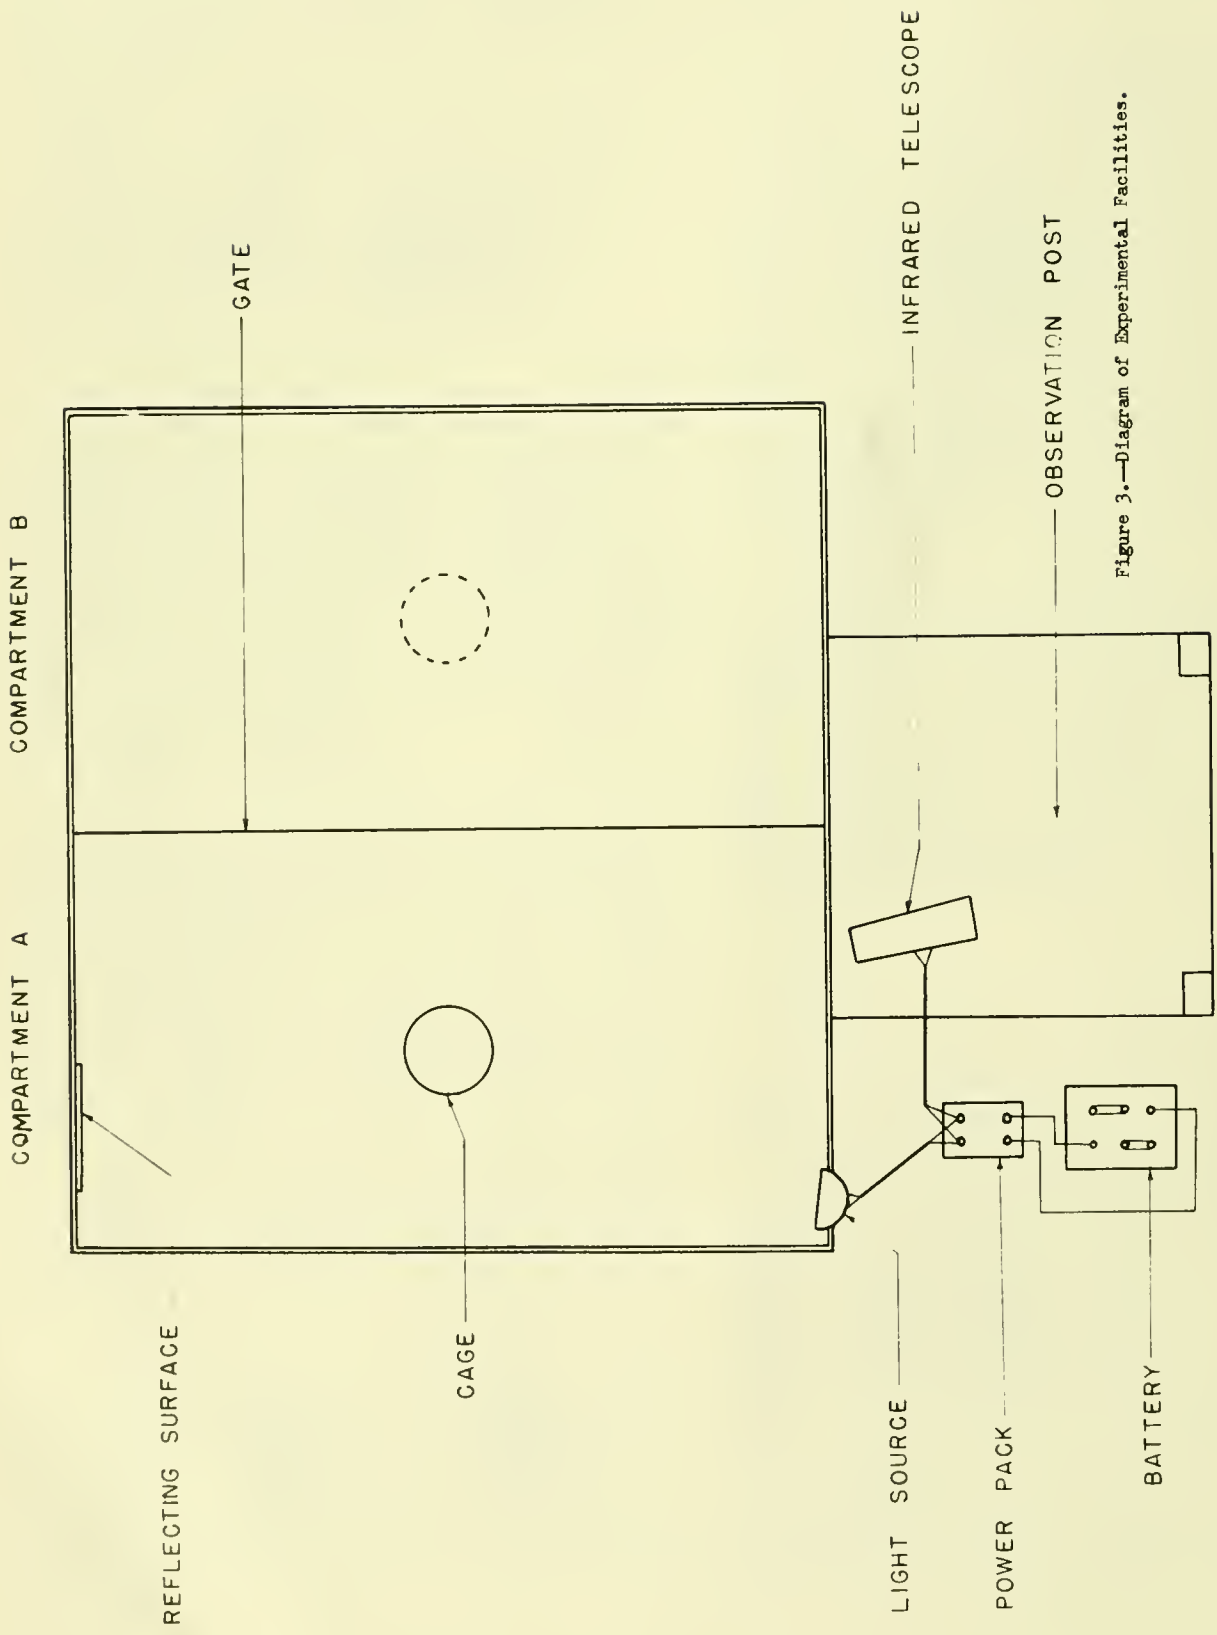 COMPARTMENT A
COMPARTMENT B
REFLECTING SURFACE
GATE
CAGE
LIGHT SOURCE
INFRARED TELESCOPE
POWER PACK
OBSERVATION POST
BATTERY
Figure 3.—Diagram of Experimental Facilities.